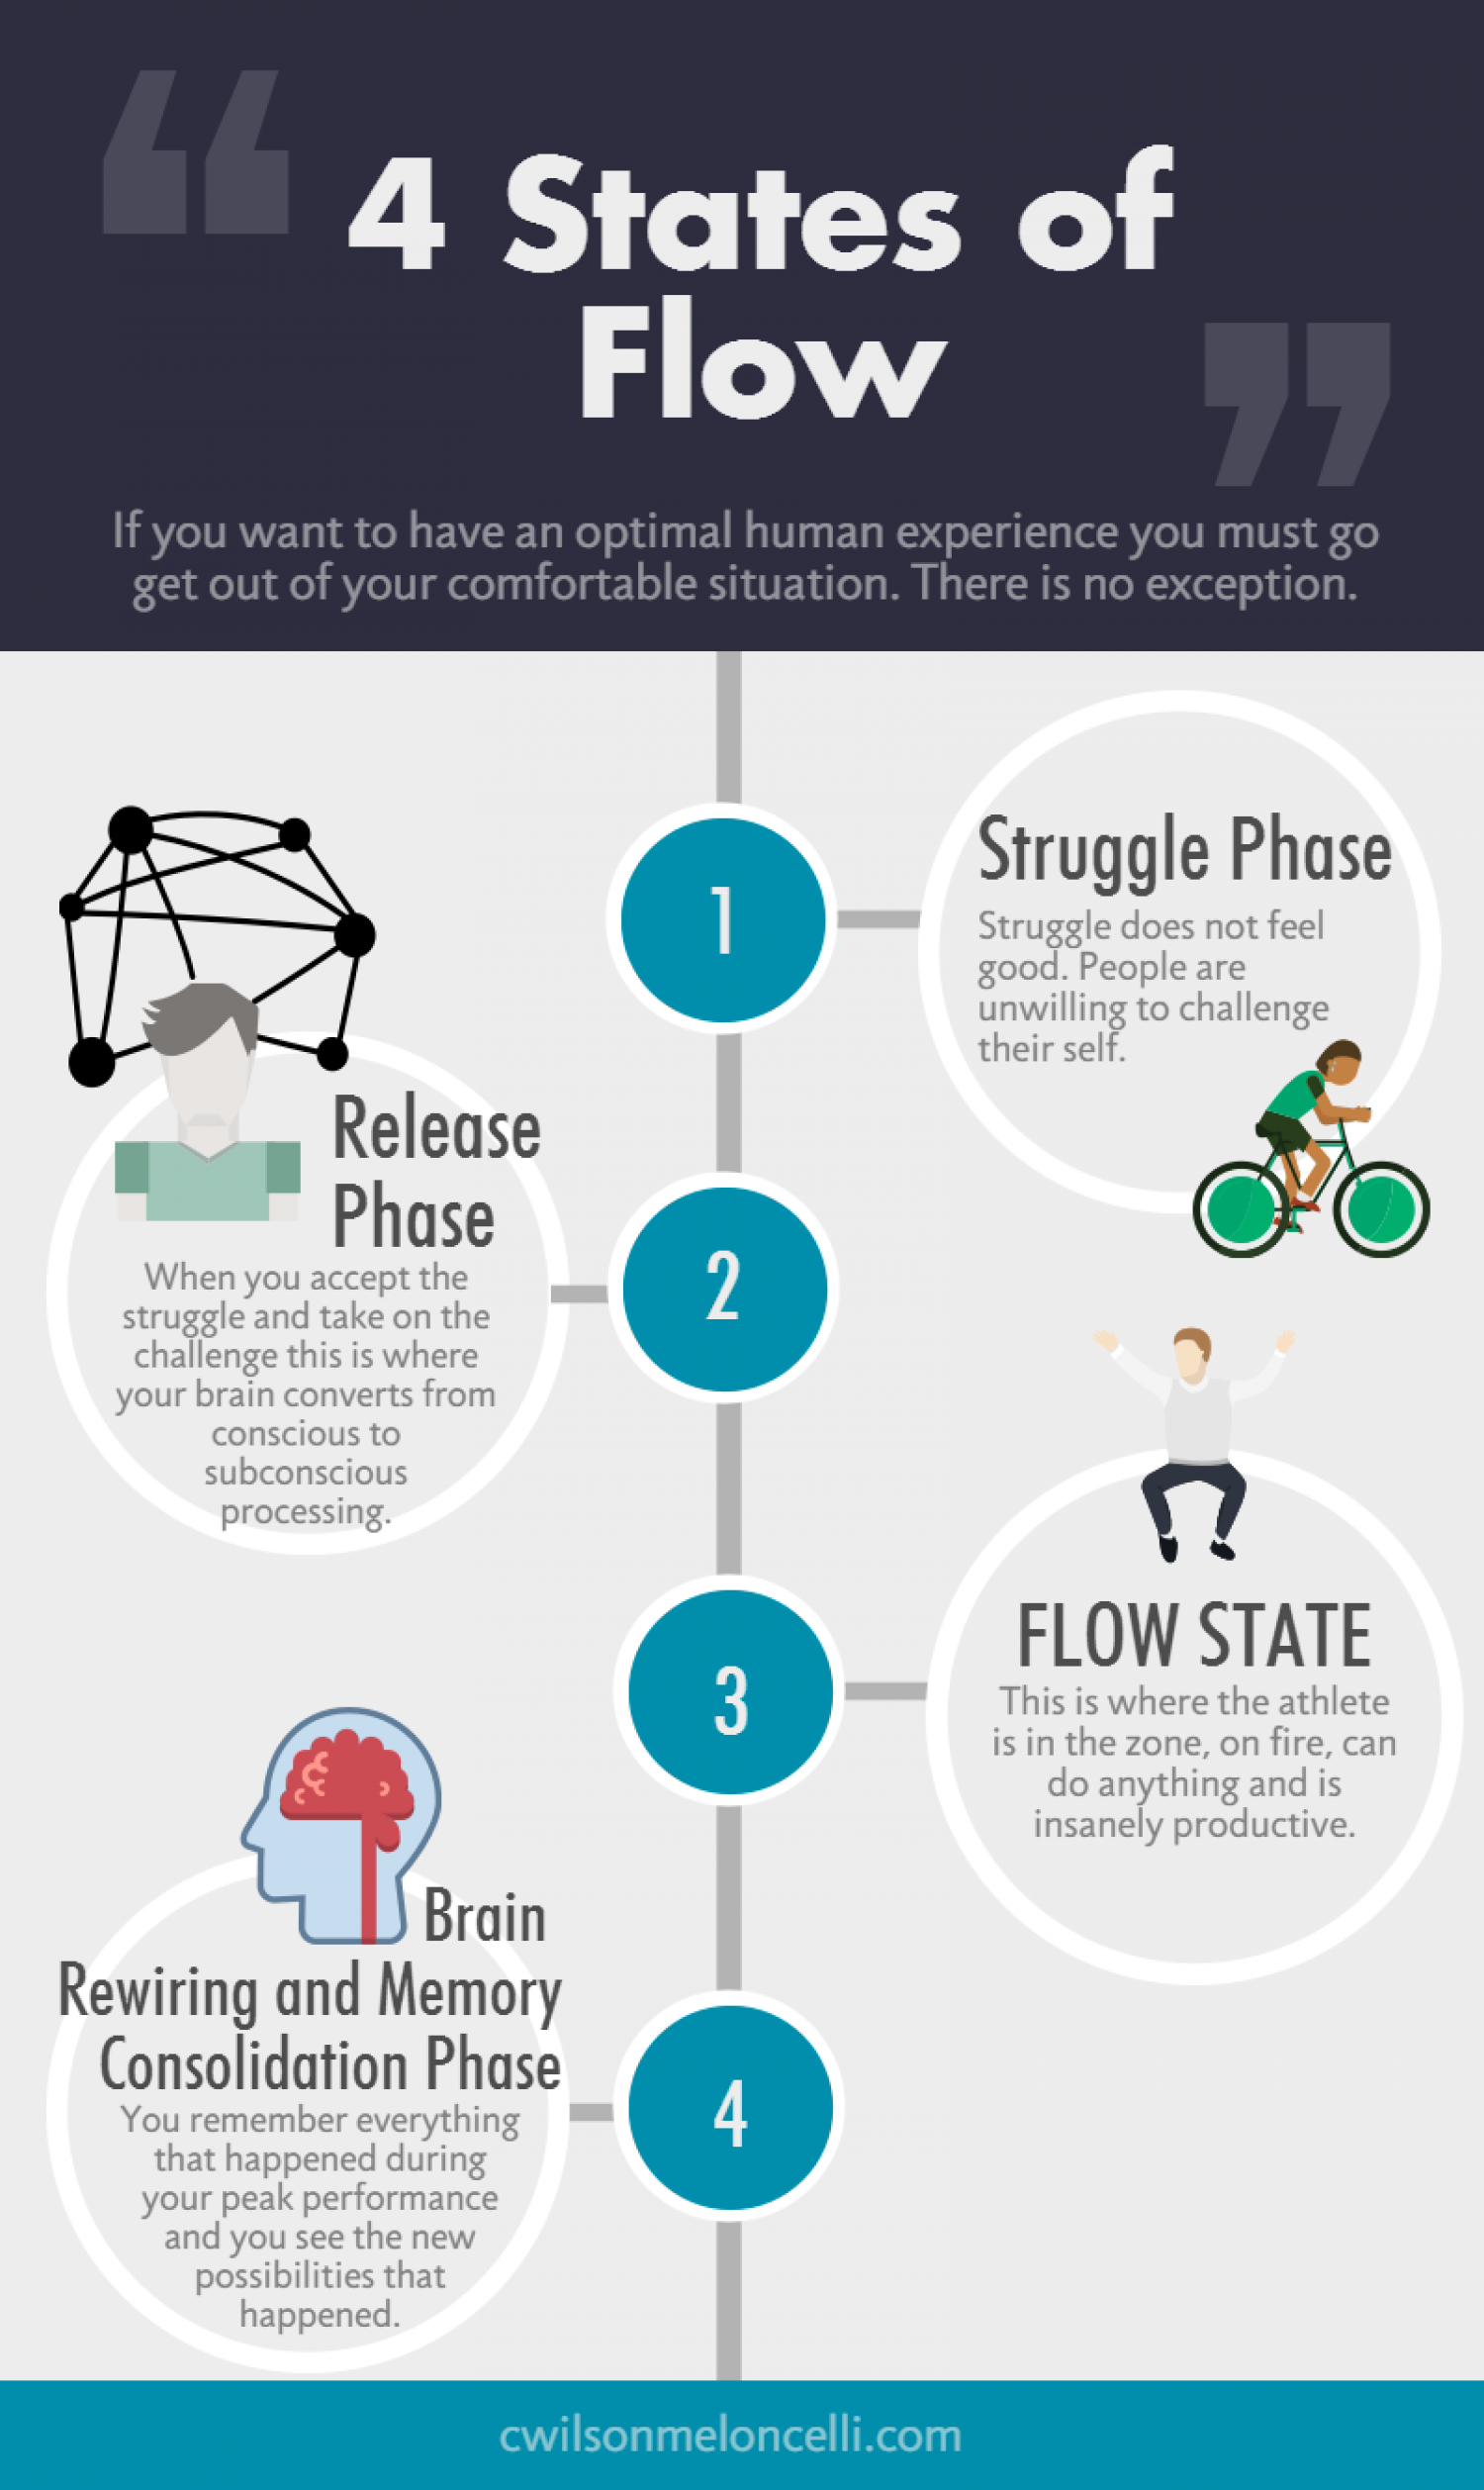 4 States of
Flow
If you want to have an optimal human experience you must go
get out of your comfortable situation. There is no exception.
1
Struggle Phase
Struggle does not feel
good. People are
unwilling to challenge
their self.
Release
Phase
When you accept the
struggle and take on the
challenge this is where
your brain converts from
conscious to
subconscious
processing.
2
3
FLOW STATE
This is where the athlete
is in the zone, on fire, can
do anything and is
insanely productive.
Brain
Rewiring and Memory
Consolidation Phase
You remember everything
that happened during
your peak performance
and you see the new
possibilities that
happened.
4
cwilsonmeloncelli.com